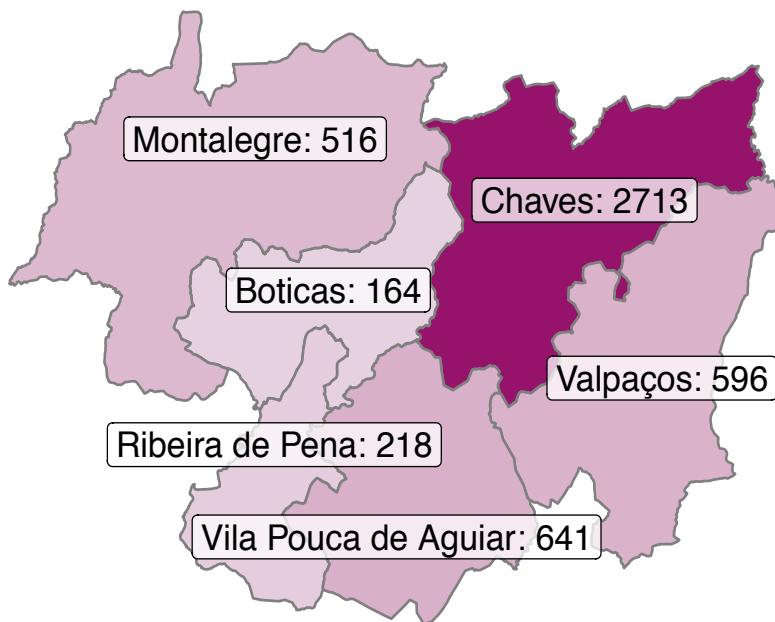 Montalegre: 516
Chaves: 2713
Boticas: 164
Valpaços: 596
Ribeira de Pena: 218
Vila Pouca de Aguiar: 641